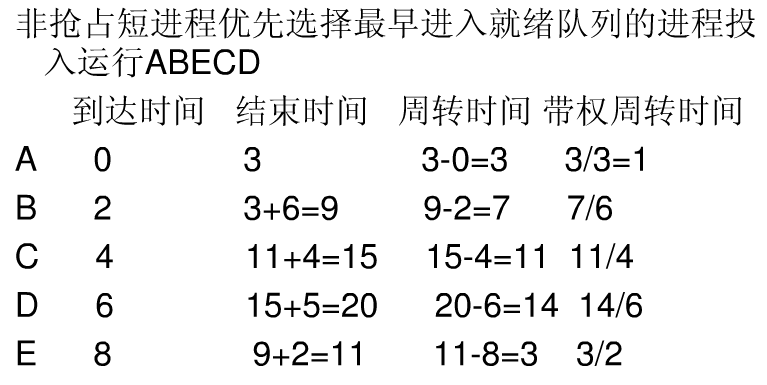 非抢占短进程优先选择最早进入就绪队列的进程投
入运行ABECD
到达时间 结束时间 周转时间 带权周转时间
A 0 3 3-0=3 3/3=1
B 2 3+6=9 9-2=7 7/6
C 4 11+4=15 15-4=11 11/4
D 6 15+5=20 20-6=14 14/6
E 8 9+2=11 11-8=3 3/2